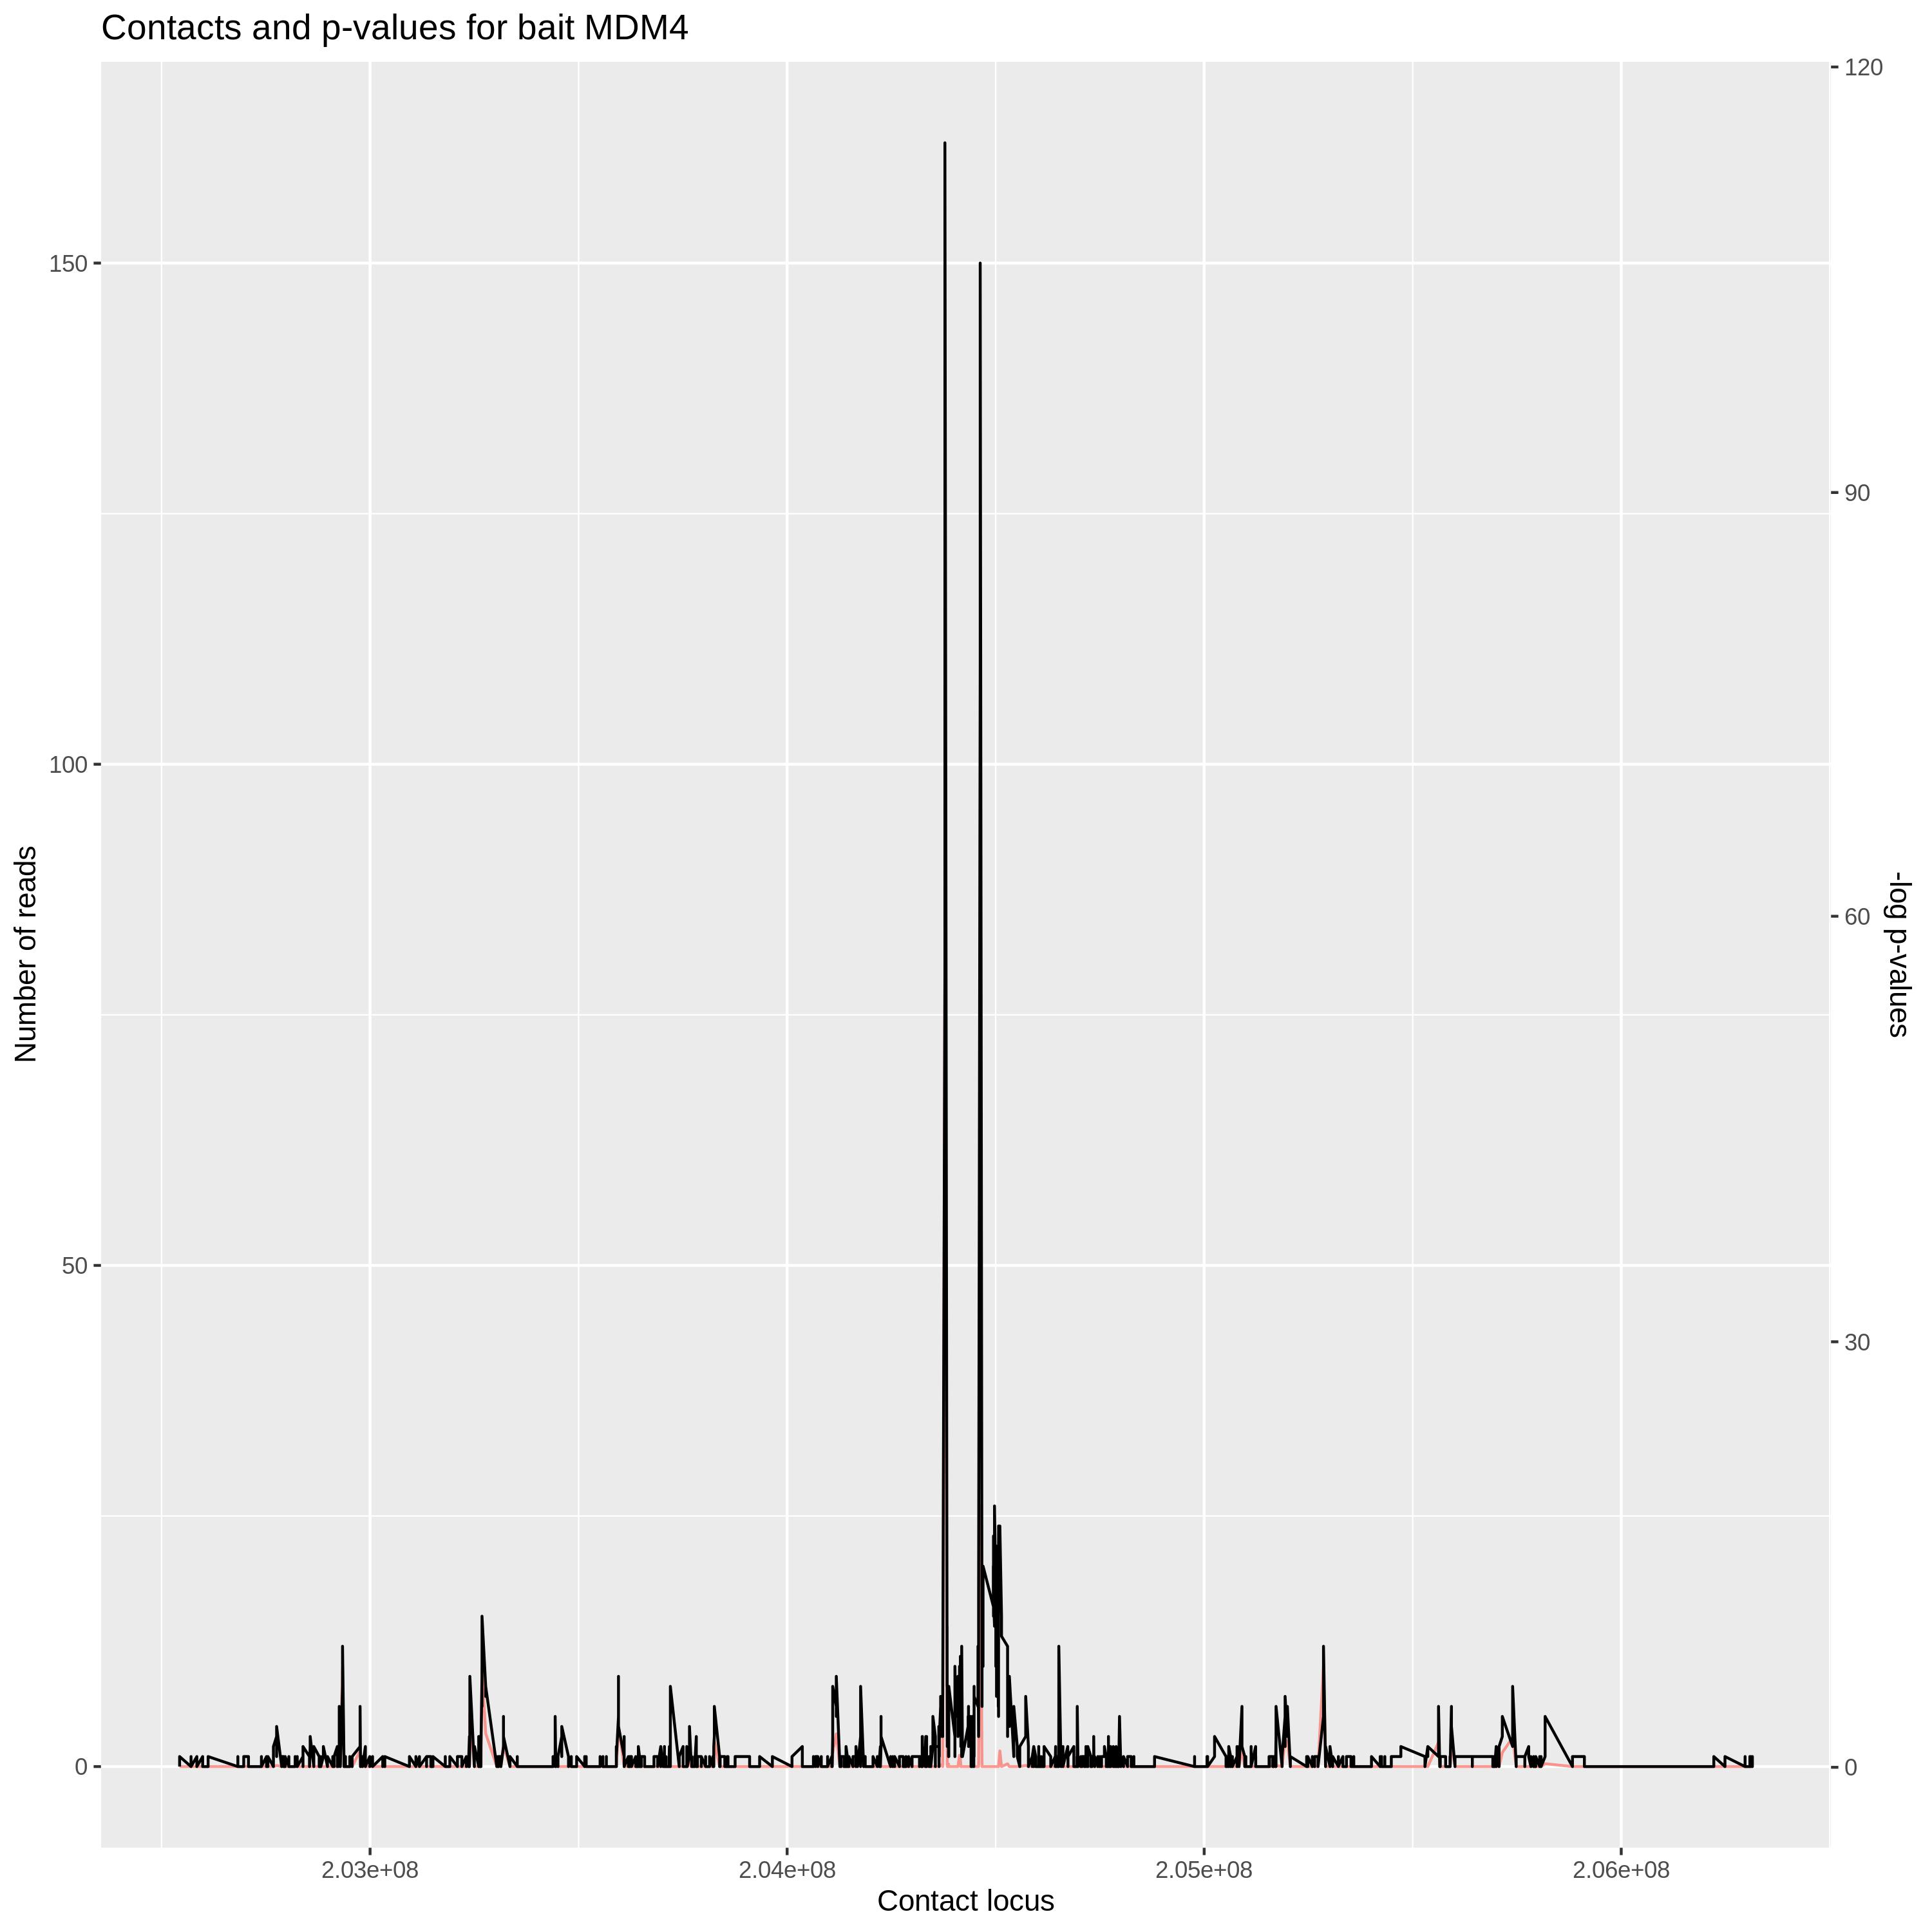 Contacts and p-values for bait MDM4
120
150
90
100
60
50
30
0
0
Number of reads
-log p-values
2.03e+08 2.04e+08 2.05e+08 2.06e+08
Contact locus